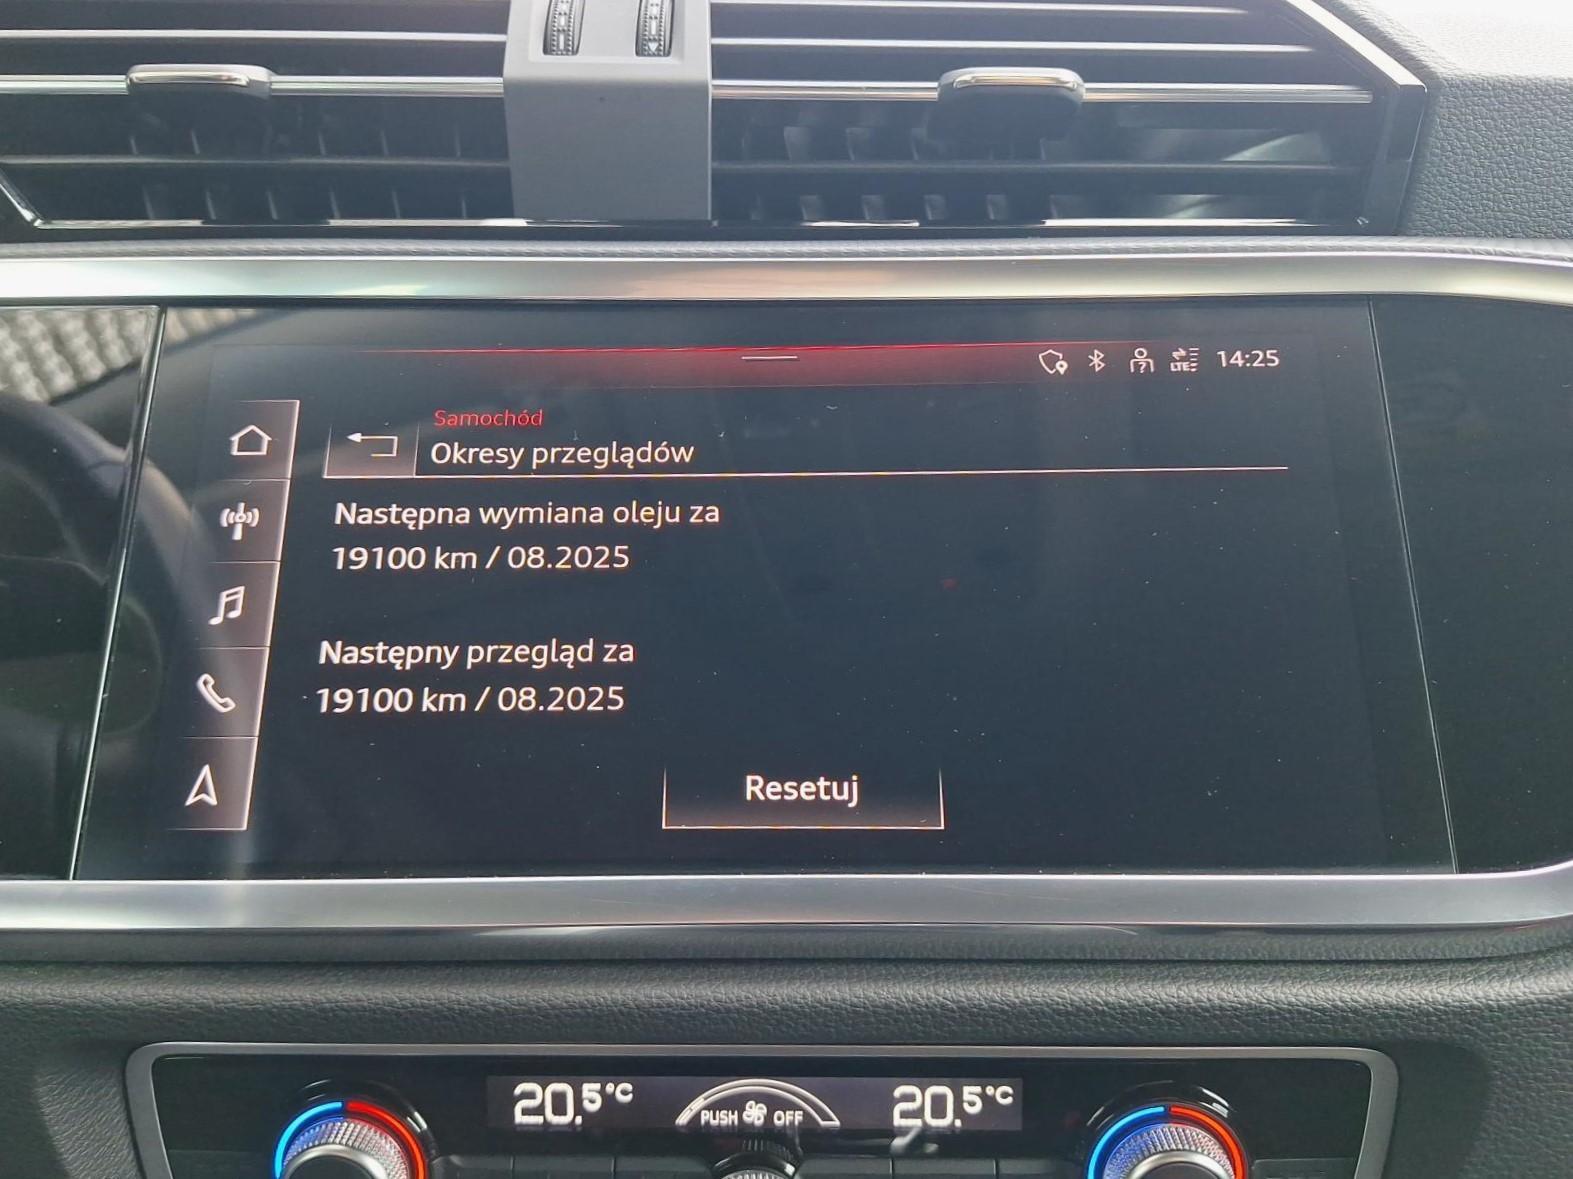 LTE
14:25
Samochód
Okresy przeglądów
Następna wymiana oleju za
19100 km / 08.2025
Następny przegląd za
19100 km / 08.2025
Resetuj
20.5°C
PUSH OFF
20.5°C